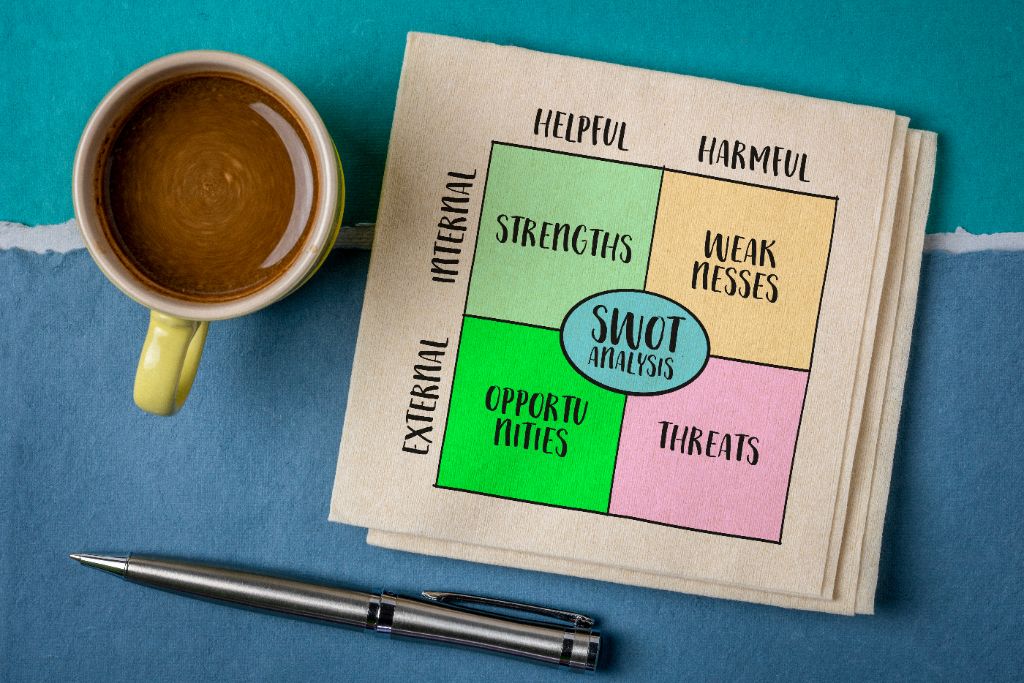 HELPFUL
HARMFUL
INTERNAL
STRENGTHS
WEAK
NESSES
SWOT
ANALYSIS
EXTERNAL
OPPORTU
NITIES
THREATS